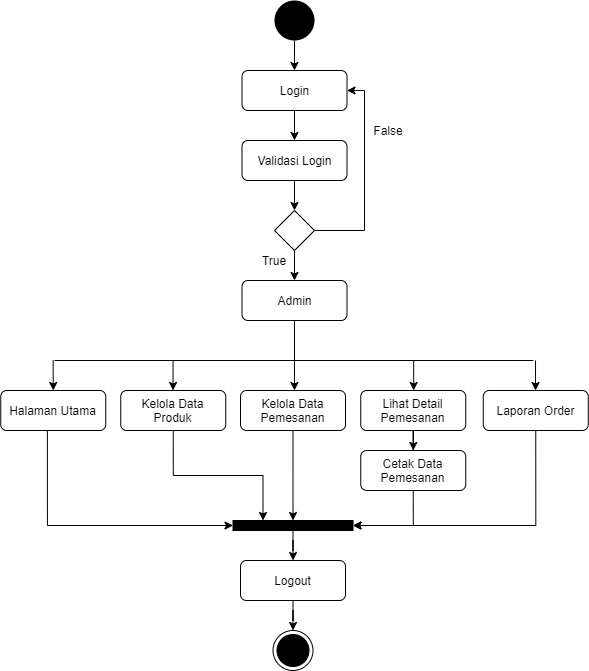 Login
False
Validasi Login
True
Admin
Halaman Utama
Kelola Data
Produk
Kelola Data
Pemesanan
Lihat Detail
Pemesanan
Laporan Order
Cetak Data
Pemesanan
Logout